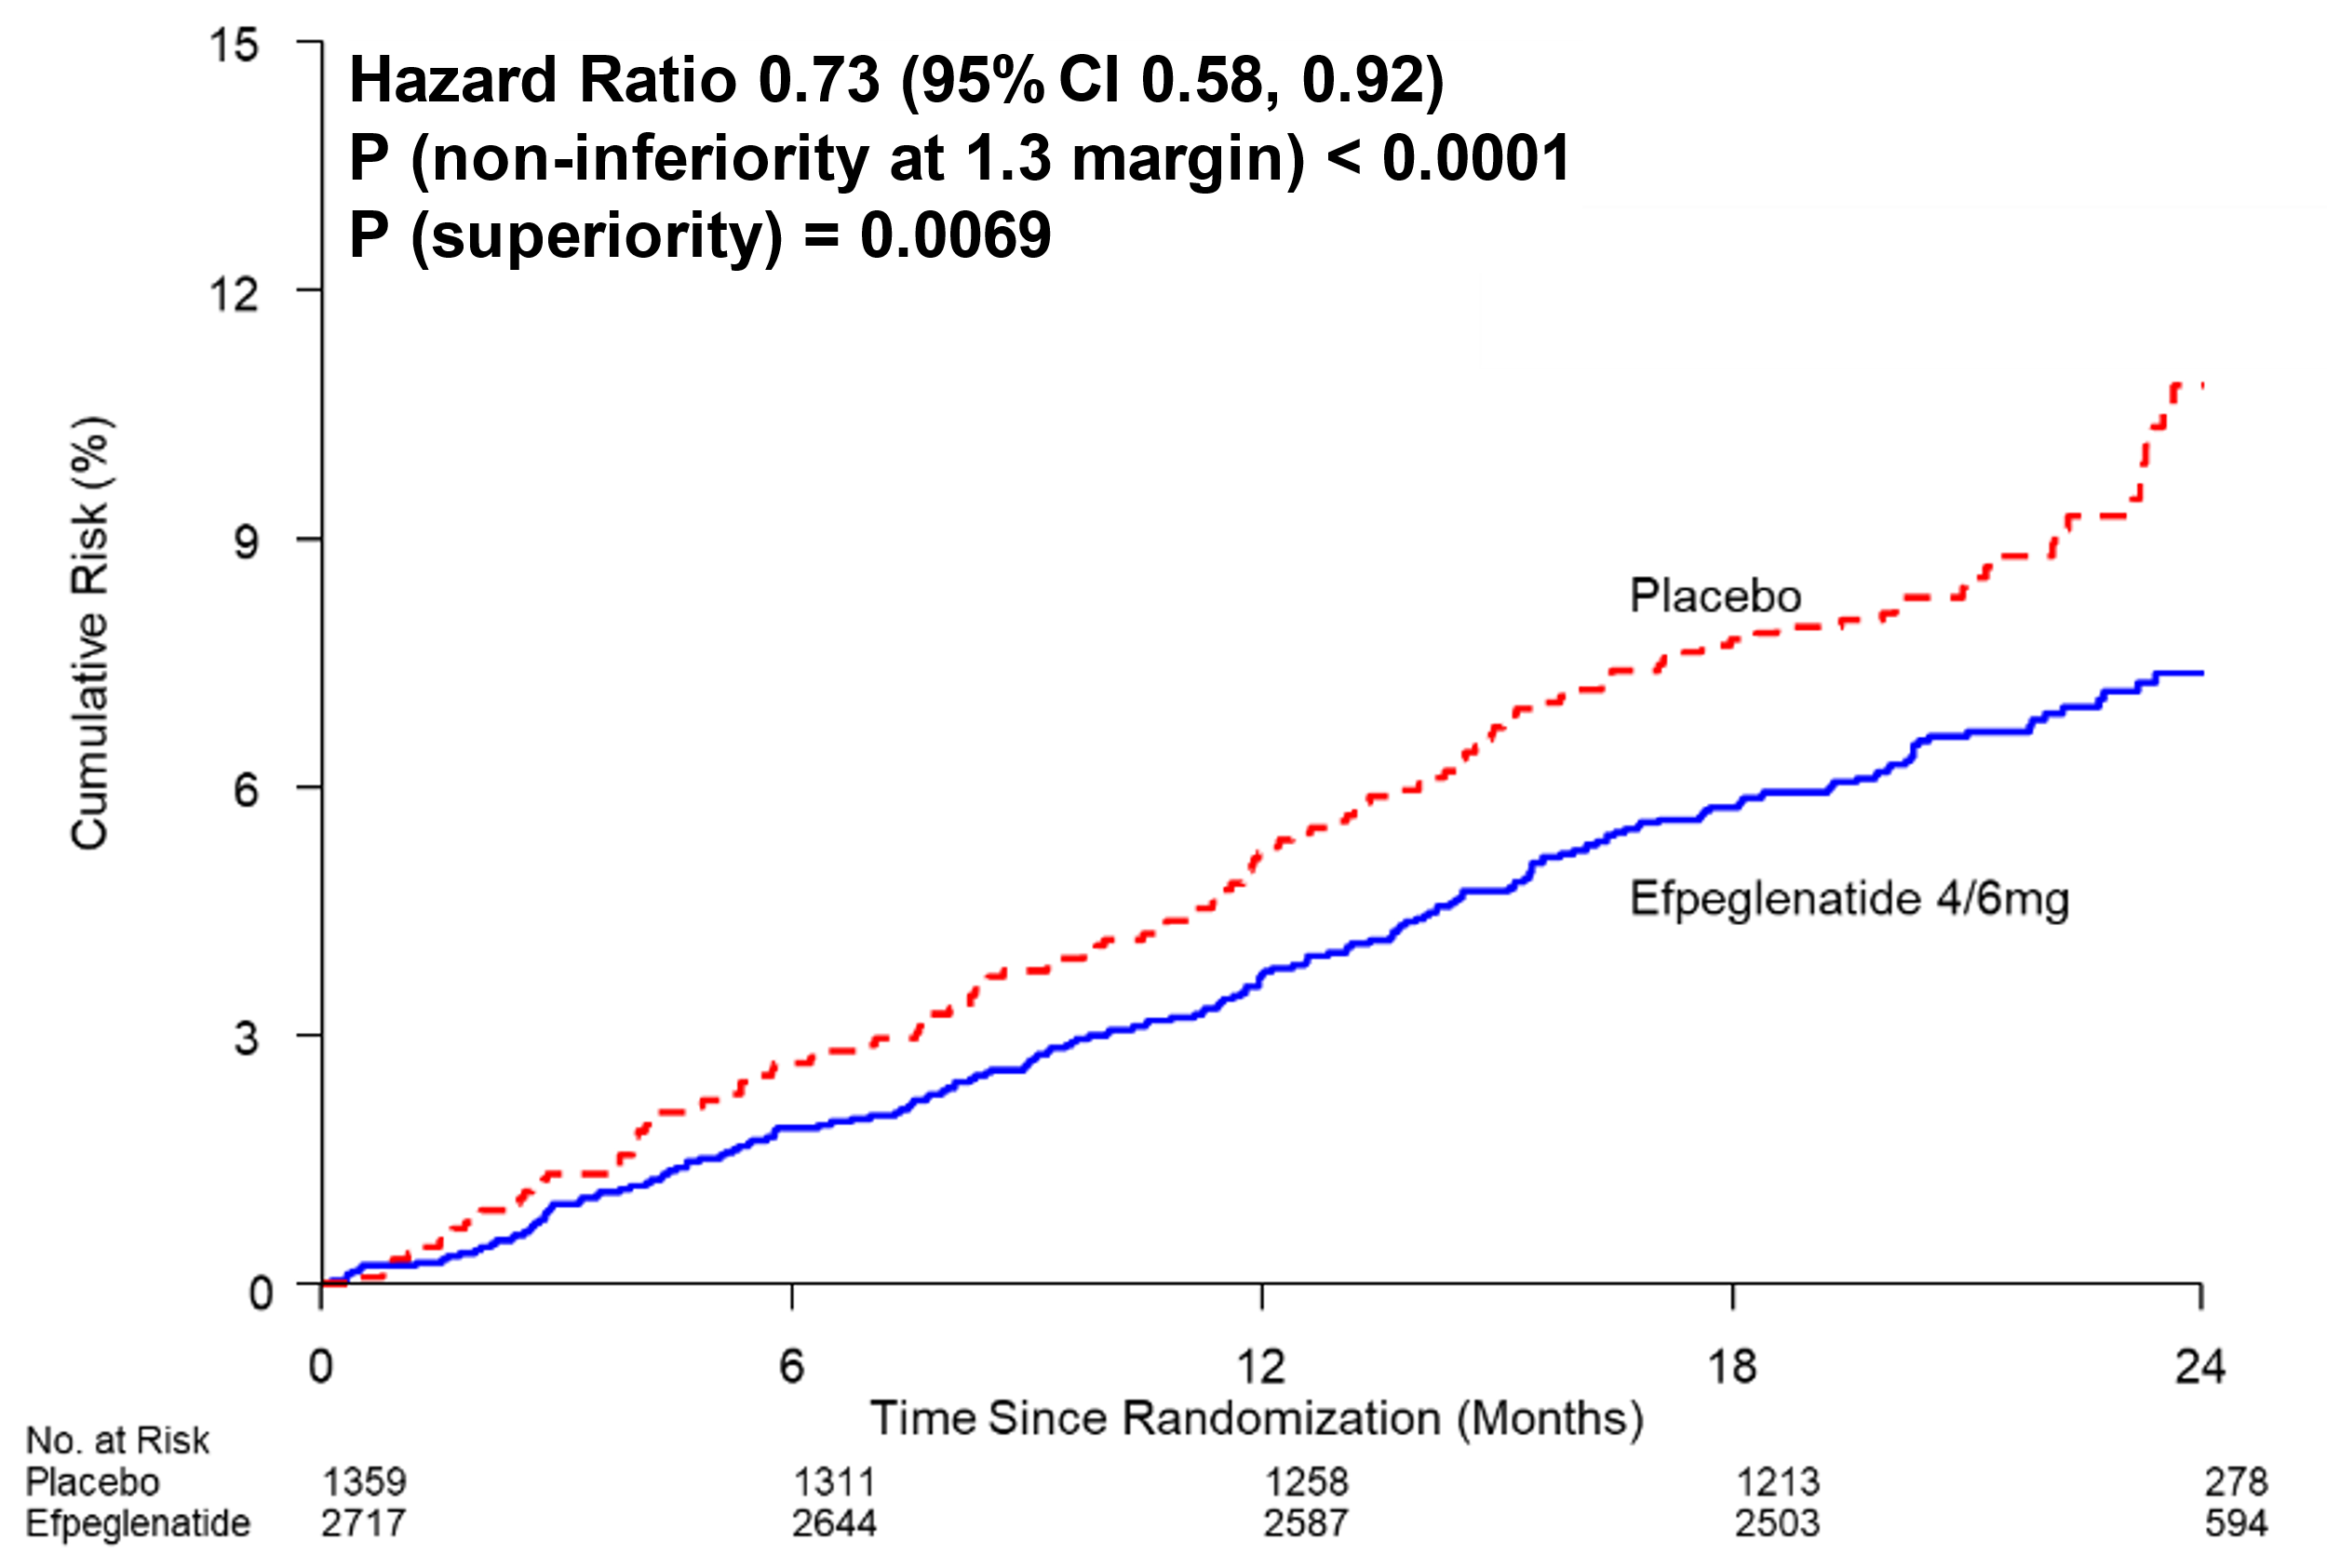 Hazard Ratio 0.73 (95% CI 0.58, 0.92)
P (non-inferiority at 1.3 margin) < 0.0001
P (superiority) = 0.0069
15
12
9
6
3
0
Cumulative Risk (%)
Placebo
Efpeglenatide 4/6mg
0 6 12 18 24
Time Since Randomization (Months)
No. at Risk
Placebo 1359 1311 1258 1213 278
Efpeglenatide 2717 2644 2587 2503 594